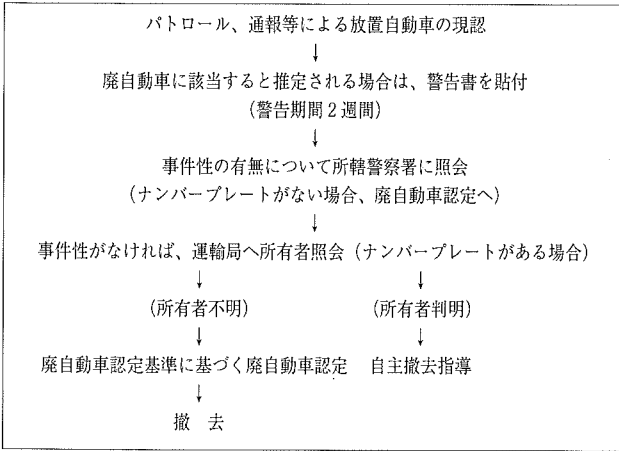 パトロール、通報等による放置自動車の現認
↓
廃自動車に該当すると推定される場合は、警告書を貼付
(警告期間2週間)
↓
事件性の有無について所轄警察署に照会
(ナンバープレートがない場合、廃自動車認定へ)
↓
事件性がなければ、運輸局へ所有者照会(ナンバープレートがある場合)
↓ ↓
(所有者不明) (所有者判明)
↓ ↓
廃自動車認定基準に基づく廃自動車認定 自主撤去指導
↓
撤 去